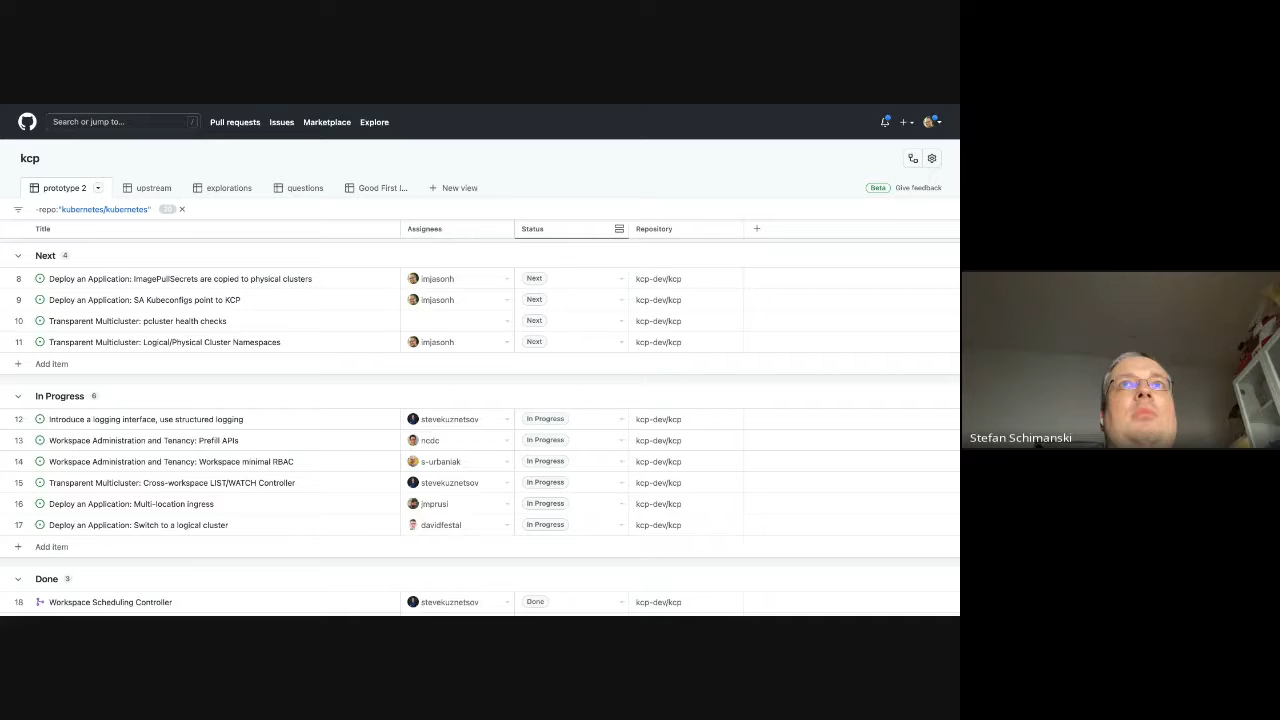 Search or jump to... / Pull requests Issues Marketplace Explore
kcp
prototype 2 upstream explorations questions Good First I... + New view Beta Give feedback
-repo:"kubernetes/kubernetes" 20
Title Assignees Status Repository +
Next 4
8 Deploy an Application: ImagePullSecrets are copied to physical clusters imjasonh Next kcp-dev/kcp
9 Deploy an Application: SA Kubeconfigs point to KCP imjasonh Next kcp-dev/kcp
10 Transparent Multicluster: pcluster health checks Next kcp-dev/kcp
11 Transparent Multicluster: Logical/Physical Cluster Namespaces imjasonh Next kcp-dev/kcp
+ Add item
In Progress 6
12 Introduce a logging interface, use structured logging stevekuznetsov In Progress kcp-dev/kcp
13 Workspace Administration and Tenancy: Prefill APIs ncdc In Progress kcp-dev/kcp
14 Workspace Administration and Tenancy: Workspace minimal RBAC s-urbaniak In Progress kcp-dev/kcp
15 Transparent Multicluster: Cross-workspace LIST/WATCH Controller stevekuznetsov In Progress kcp-dev/kcp
16 Deploy an Application: Multi-location ingress jmprusi In Progress kcp-dev/kcp
17 Deploy an Application: Switch to a logical cluster davidfestal In Progress kcp-dev/kcp
+ Add item
Done 3
18 Workspace Scheduling Controller stevekuznetsov Done kcp-dev/kcp
Stefan Schimanski